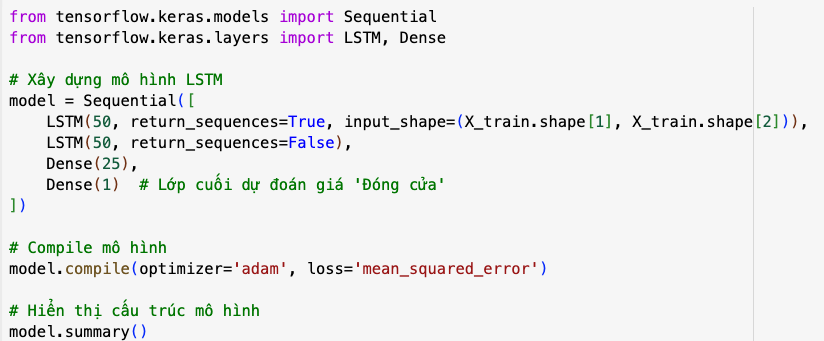 from tensorflow.keras.models import Sequential
from tensorflow.keras.layers import LSTM, Dense

# Xây dựng mô hình LSTM
model = Sequential([
    LSTM(50, return_sequences=True, input_shape=(X_train.shape[1], X_train.shape[2])),
    LSTM(50, return_sequences=False),
    Dense(25),
    Dense(1)  # Lớp cuối dự đoán giá 'Đóng cửa'
])

# Compile mô hình
model.compile(optimizer='adam', loss='mean_squared_error')

# Hiển thị cấu trúc mô hình
model.summary()